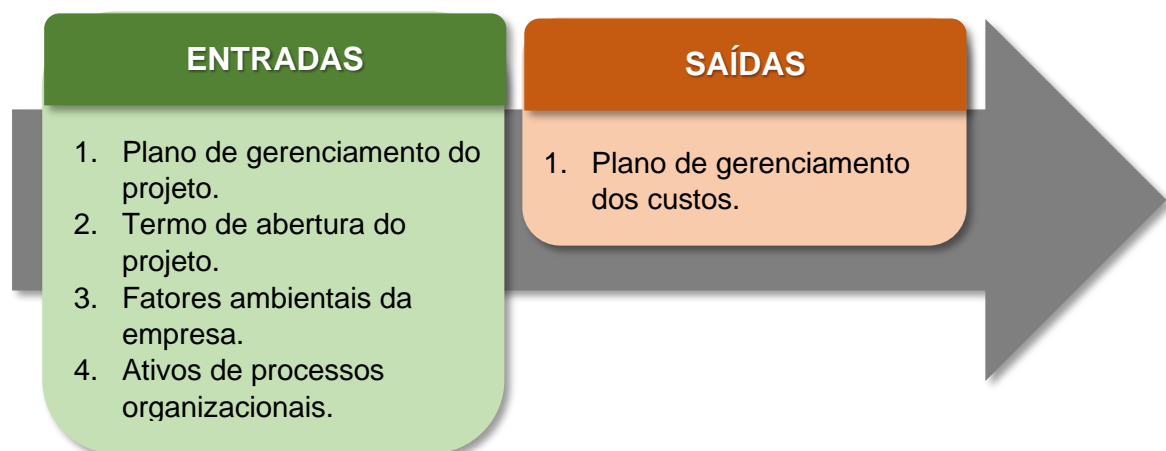 ENTRADAS
1. Plano de gerenciamento do
projeto.
2. Termo de abertura do
projeto.
3. Fatores ambientais da
empresa.
4. Ativos de processos
organizacionais.
SAÍDAS
1. Plano de gerenciamento
dos custos.